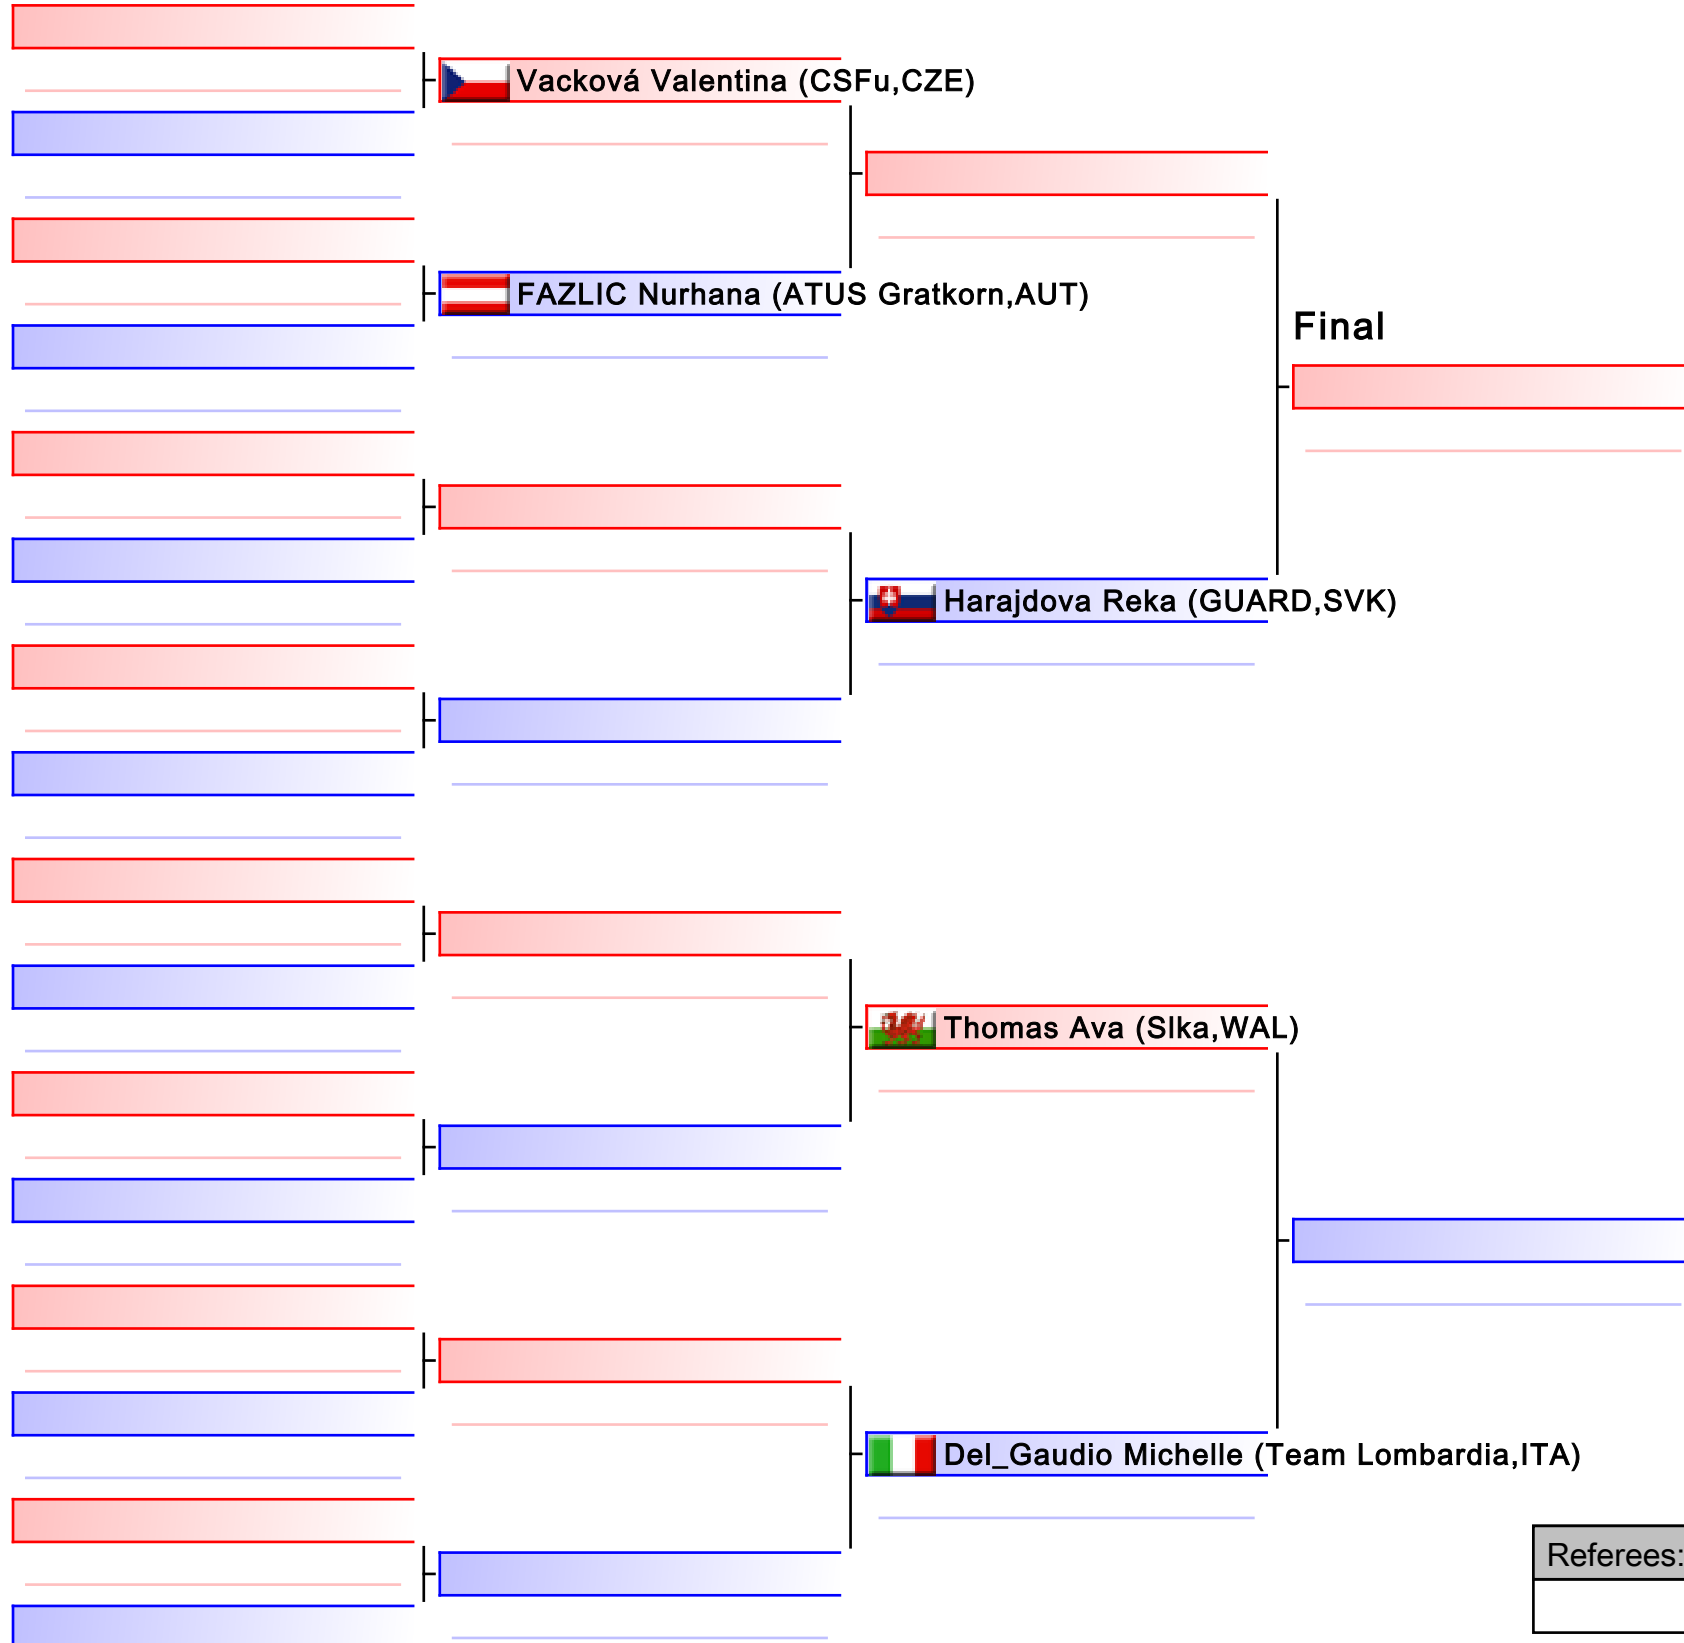 Vacková Valentina (CSFu,CZE)
FAZLIC Nurhana (ATUS Gratkorn,AUT)
Final
Harajdova Reka (GUARD,SVK)
Thomas Ava (Slka,WAL)
Del_Gaudio Michelle (Team Lombardia,ITA)
Referees: